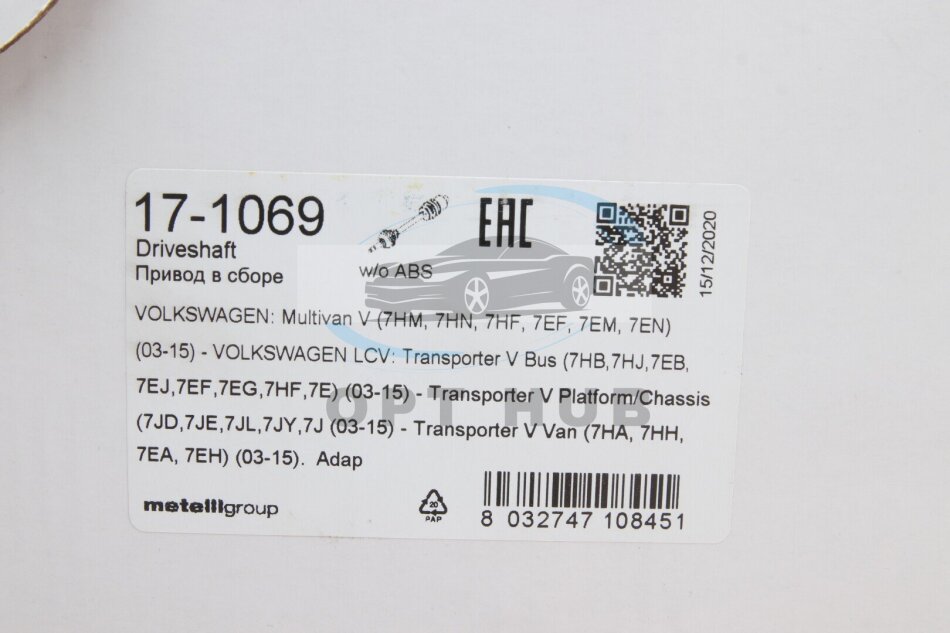 17-1069
Driveshaft
Привод в сборе
w/o ABS
EAC
15/12/2020
VOLKSWAGEN: Multivan V (7HM, 7HN, 7HF, 7EF, 7EM, 7EN)
(03-15) - VOLKSWAGEN LCV: Transporter V Bus (7HB,7HJ,7EB,
7EJ,7EF,7EG,7HF,7E) (03-15) - Transporter V Platform/Chassis
(7JD,7JE,7JL,7JY,7J (03-15) - Transporter V Van (7HA, 7HH,
7EA, 7EH) (03-15). Adap
OPT HUB
metelligroup
20
PAP
8 032747 108451